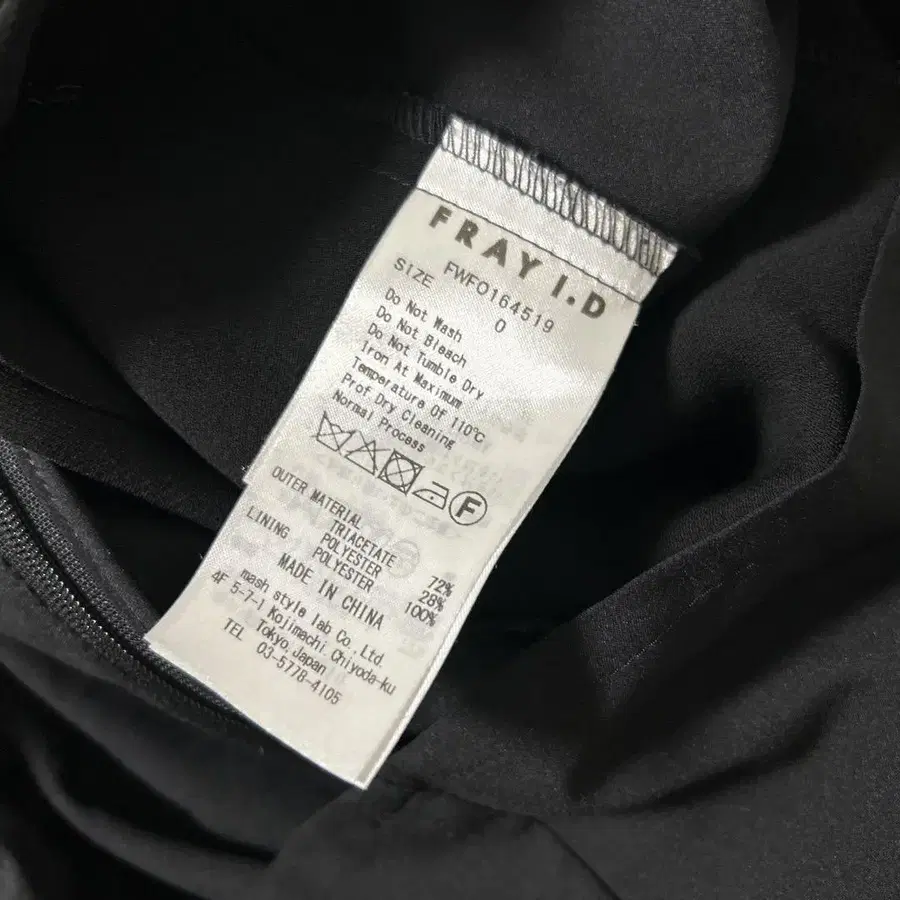 FRAY I.D
FWFO164519
SIZE 0
Do Not Wash
Do Not Bleach
Do Not Tumble Dry
Iron At Maximum
Temperature Of 110℃
Prof Dry Cleaning
Normal Process
F
OUTER MATERIAL
TRIACETATE 72%
POLYESTER 28%
LINING POLYESTER 100%
MADE IN CHINA
mash style lab Co., Ltd.
4F 5-7-1 Kojimachi, Chiyoda-ku
Tokyo, Japan
TEL 03-5778-4105